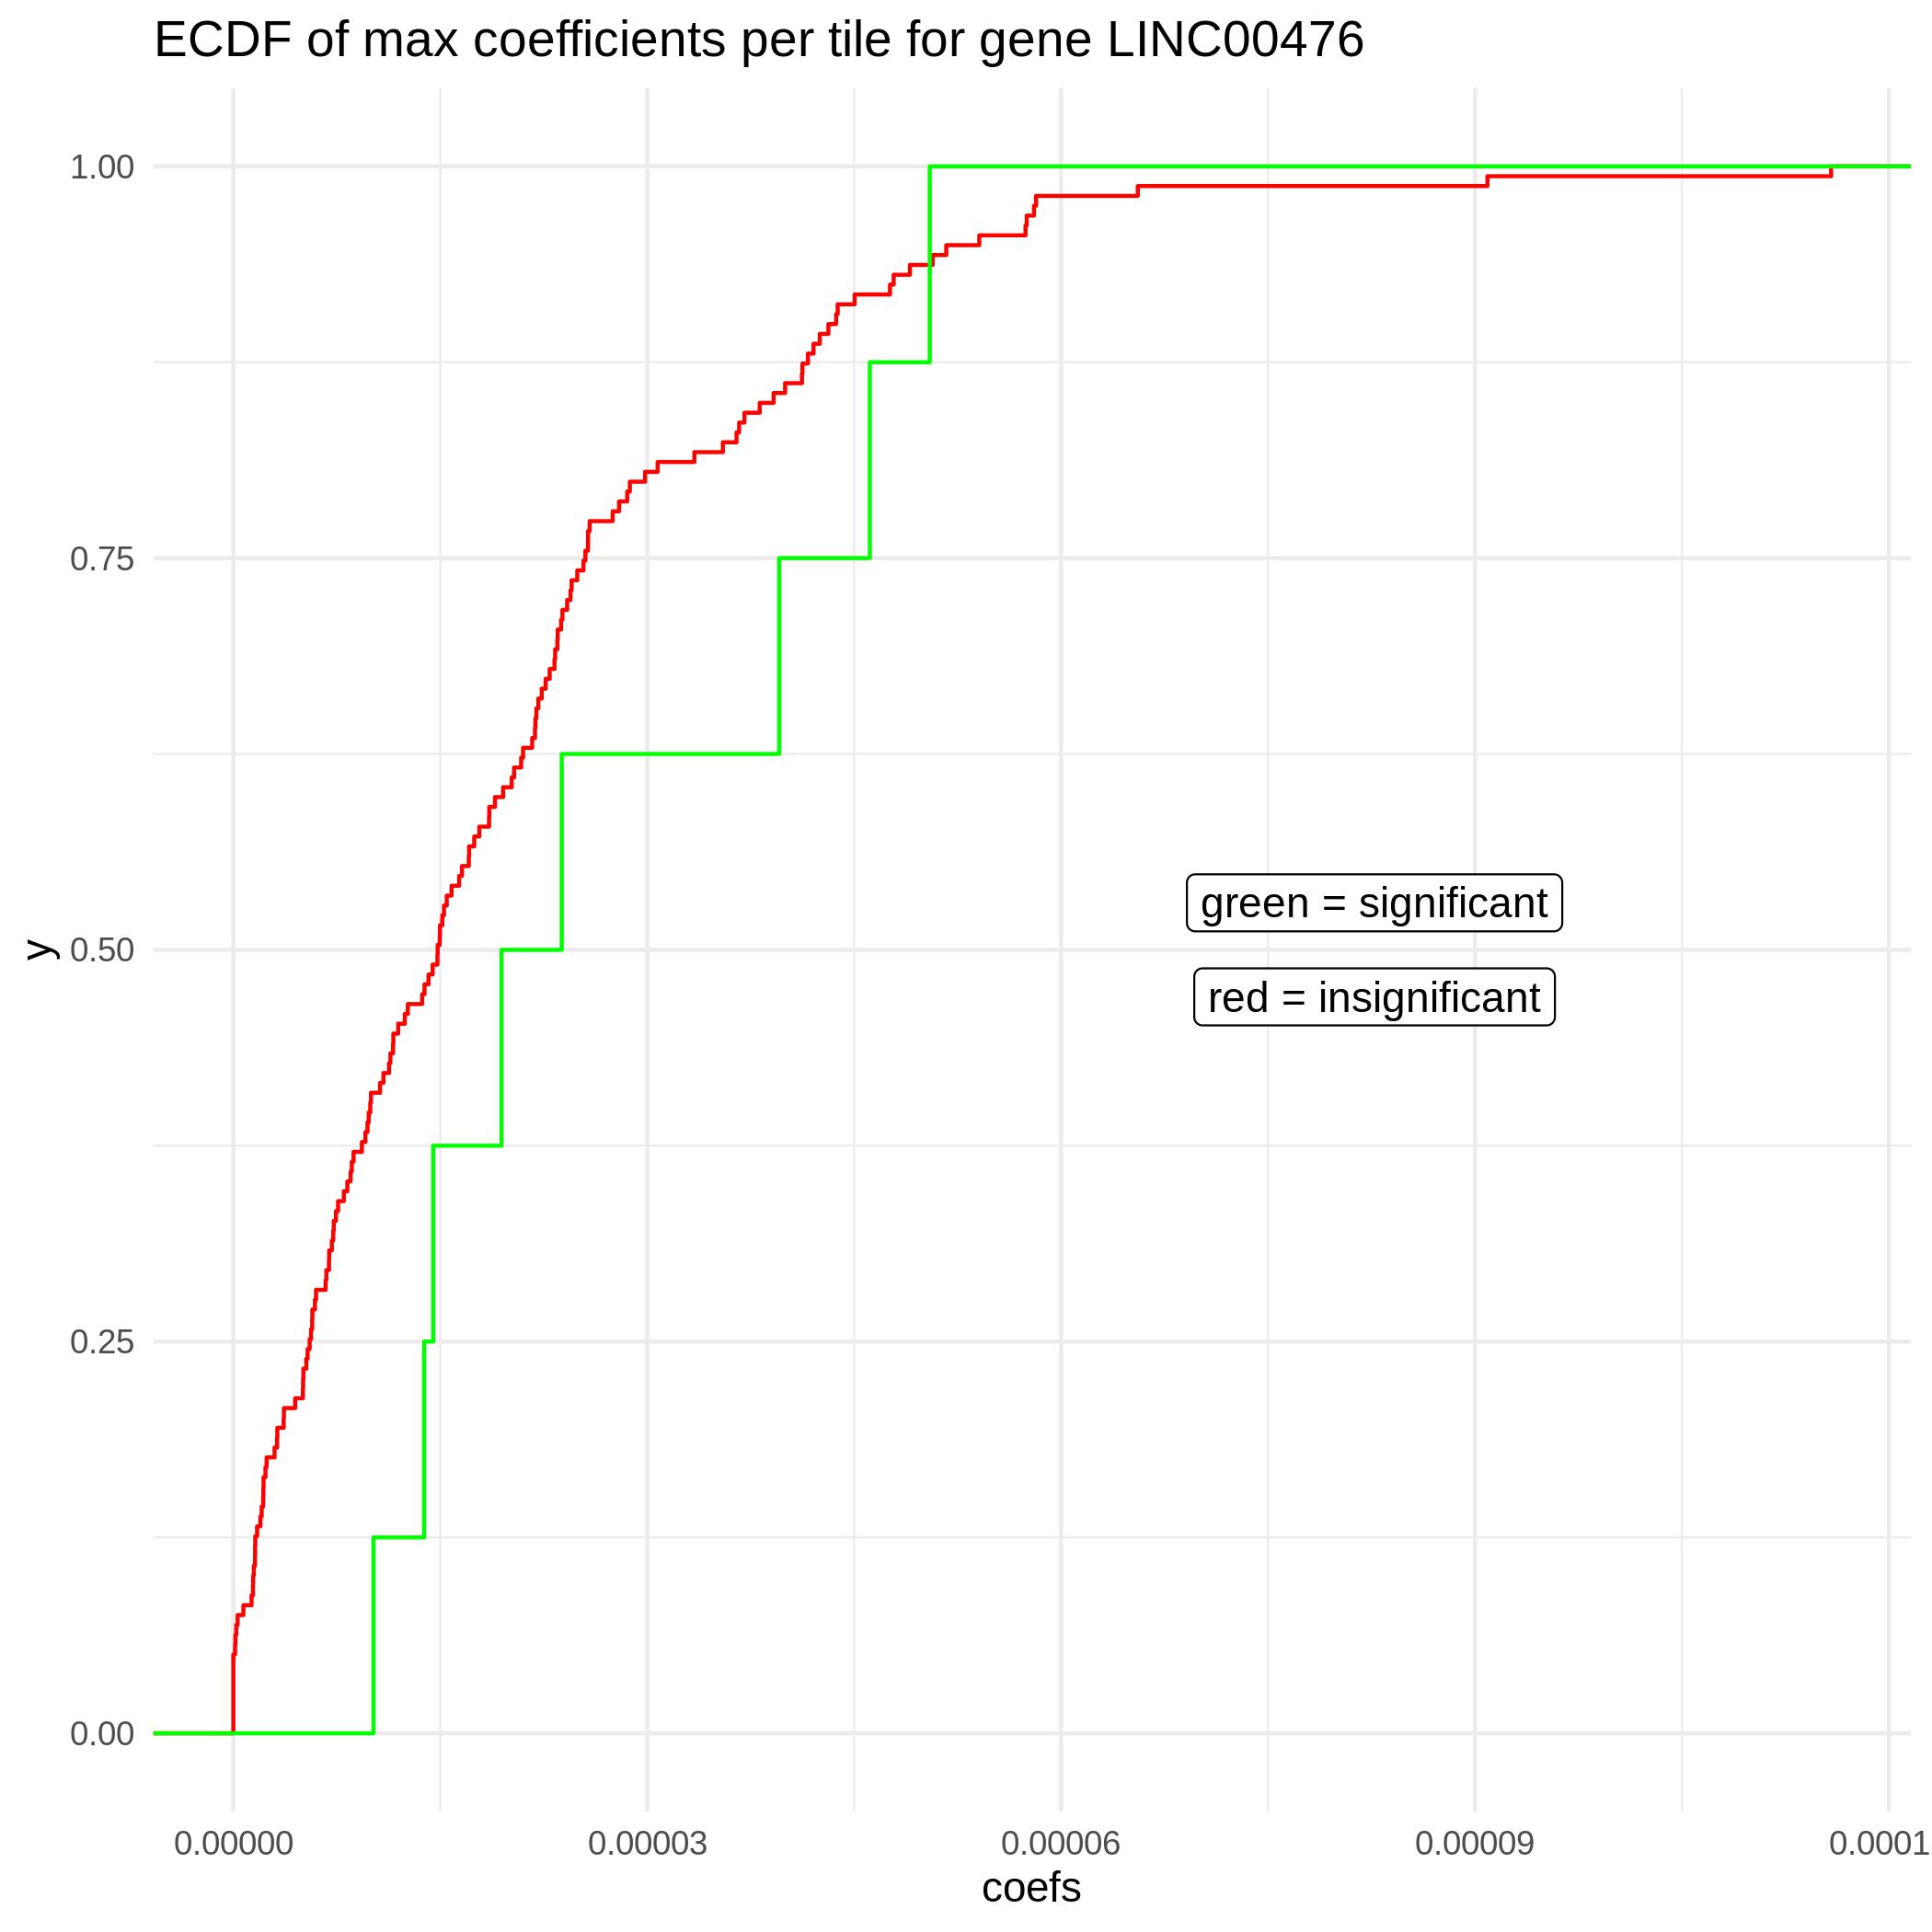 ECDF of max coefficients per tile for gene LINC00476
1.00
0.75
0.50
0.25
0.00
y
green = significant
red = insignificant
0.00000 0.00003 0.00006 0.00009 0.0001
coefs